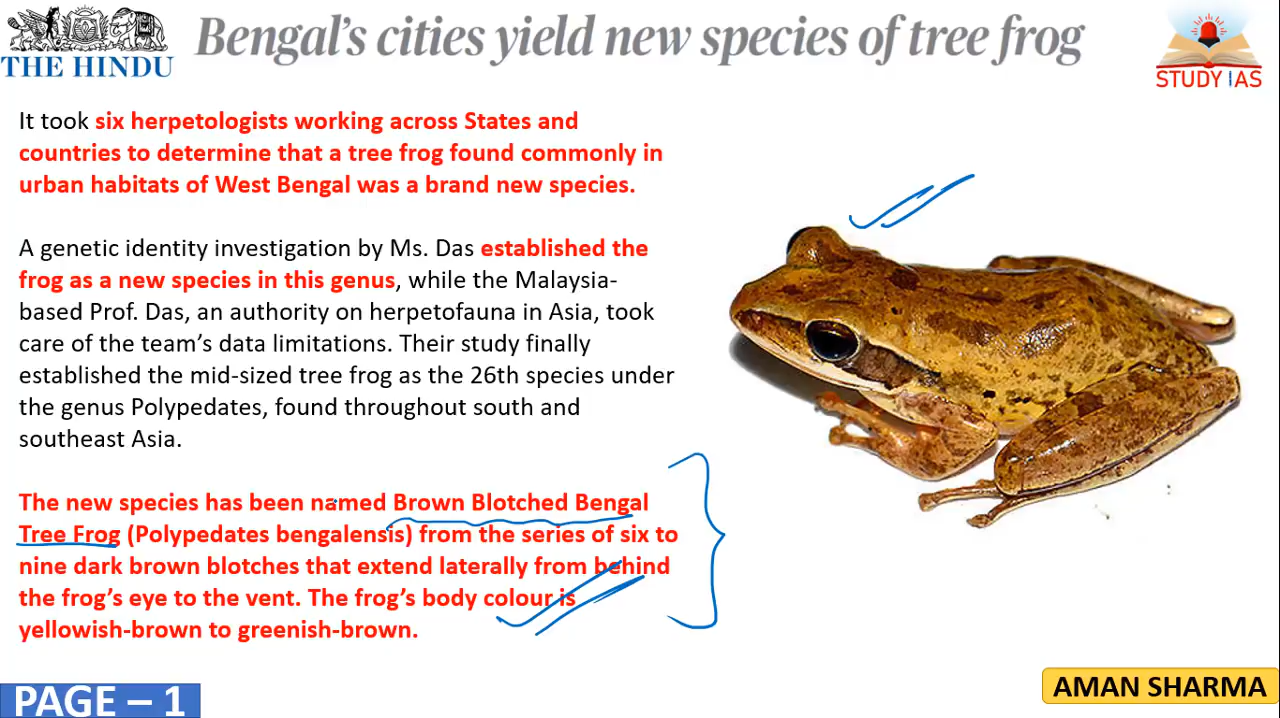 THE HINDU
Bengal's cities yield new species of tree frog
STUDY IAS
It took six herpetologists working across States and
countries to determine that a tree frog found commonly in
urban habitats of West Bengal was a brand new species.
A genetic identity investigation by Ms. Das established the
frog as a new species in this genus, while the Malaysia-
based Prof. Das, an authority on herpetofauna in Asia, took
care of the team's data limitations. Their study finally
established the mid-sized tree frog as the 26th species under
the genus Polypedates, found throughout south and
southeast Asia.
The new species has been named Brown Blotched Bengal
Tree Frog (Polypedates bengalensis) from the series of six to
nine dark brown blotches that extend laterally from behind
the frog's eye to the vent. The frog's body colour is
yellowish-brown to greenish-brown.
PAGE – 1
AMAN SHARMA